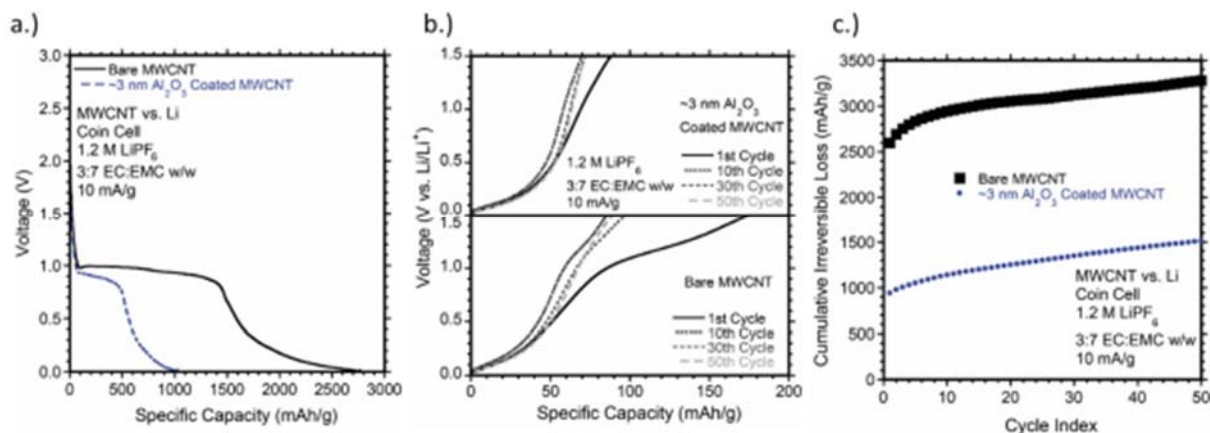 a.)
3.0
2.5
2.0
1.5
1.0
0.5
0.0
Voltage (V)
Bare MWCNT
~3 nm Al2O3 Coated MWCNT
MWCNT vs. Li
Coin Cell
1.2 M LiPF6
3:7 EC:EMC w/w
10 mA/g
0 500 1000 1500 2000 2500 3000
Specific Capacity (mAh/g)
b.)
1.5
1.0
0.5
0.0
1.5
1.0
0.5
0.0
Voltage (V vs. Li/Li+)
~3 nm Al2O3
Coated MWCNT
1.2 M LiPF6
3:7 EC:EMC w/w
10 mA/g
1st Cycle
10th Cycle
30th Cycle
50th Cycle
Bare MWCNT
1st Cycle
10th Cycle
30th Cycle
50th Cycle
0 50 100 150 200
Specific Capacity (mAh/g)
c.)
3500
3000
2500
2000
1500
1000
500
0
Cumulative Irreversible Loss (mAh/g)
Bare MWCNT
~3 nm Al2O3 Coated MWCNT
MWCNT vs. Li
Coin Cell
1.2 M LiPF6
3:7 EC:EMC w/w
10 mA/g
0 10 20 30 40 50
Cycle Index